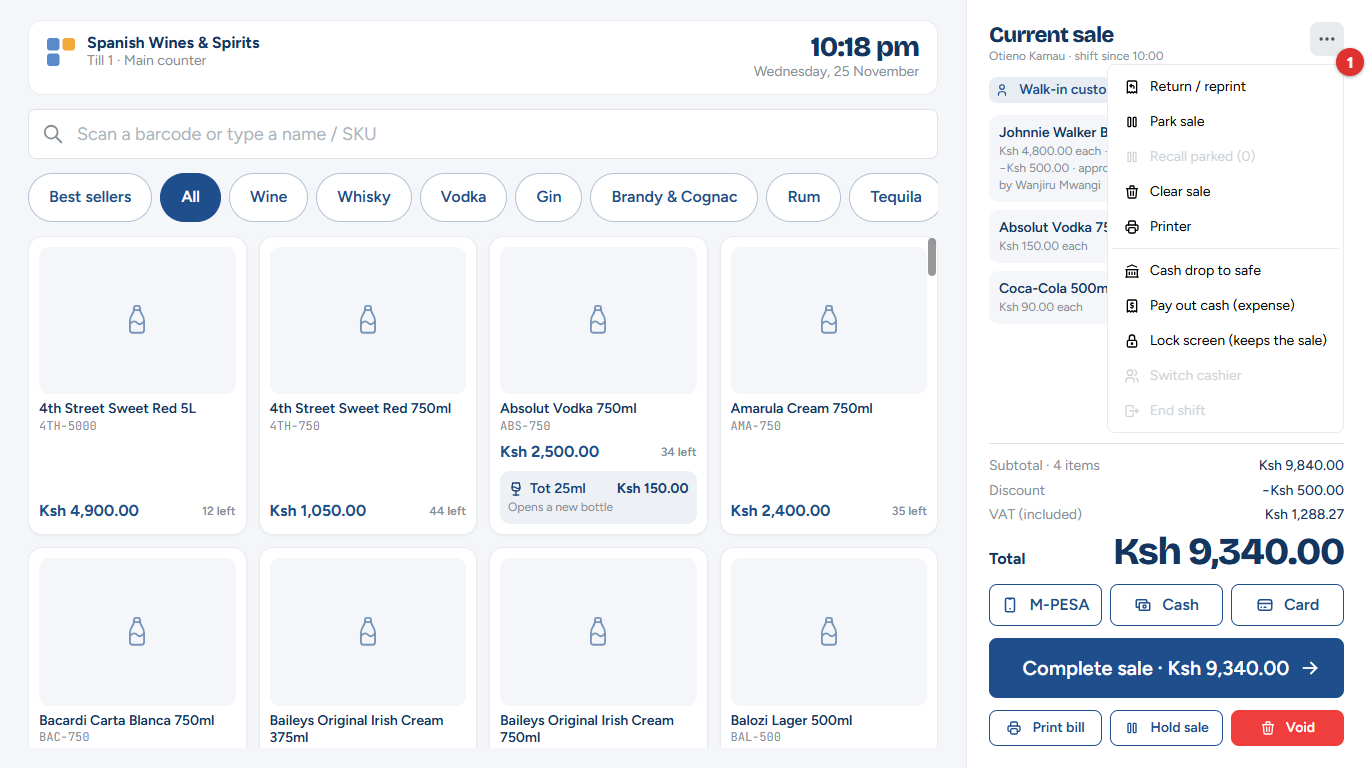 Spanish Wines & Spirits
Till 1 · Main counter
10:18 pm
Wednesday, 25 November
Scan a barcode or type a name / SKU
Best sellers
All
Wine
Whisky
Vodka
Gin
Brandy & Cognac
Rum
Tequila
4th Street Sweet Red 5L
4TH-5000
Ksh 4,900.00
12 left
4th Street Sweet Red 750ml
4TH-750
Ksh 1,050.00
44 left
Absolut Vodka 750ml
ABS-750
Ksh 2,500.00
34 left
Tot 25ml
Ksh 150.00
Opens a new bottle
Amarula Cream 750ml
AMA-750
Ksh 2,400.00
35 left
Bacardi Carta Blanca 750ml
BAC-750
Baileys Original Irish Cream
375ml
Baileys Original Irish Cream
750ml
Balozi Lager 500ml
BAL-500
Current sale
Otieno Kamau · shift since 10:00
1
Walk-in custo
Johnnie Walker B
Ksh 4,800.00 each ·
−Ksh 500.00 · appro
by Wanjiru Mwangi
Absolut Vodka 75
Ksh 150.00 each
Coca-Cola 500m
Ksh 90.00 each
Return / reprint
Park sale
Recall parked (0)
Clear sale
Printer
Cash drop to safe
Pay out cash (expense)
Lock screen (keeps the sale)
Switch cashier
End shift
Subtotal · 4 items
Ksh 9,840.00
Discount
−Ksh 500.00
VAT (included)
Ksh 1,288.27
Total
Ksh 9,340.00
M-PESA
Cash
Card
Complete sale · Ksh 9,340.00
Print bill
Hold sale
Void